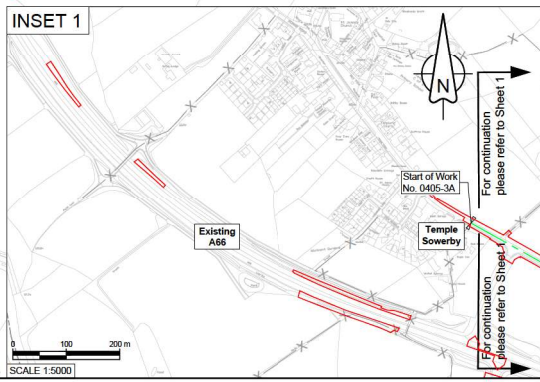 INSET 1
N
For continuation
please refer to Sheet 1
Start of Work
No. 0405-3A
Existing
A66
Temple
Sowerby
For continuation
please refer to Sheet 1
0 100 200 m
SCALE 1:5000